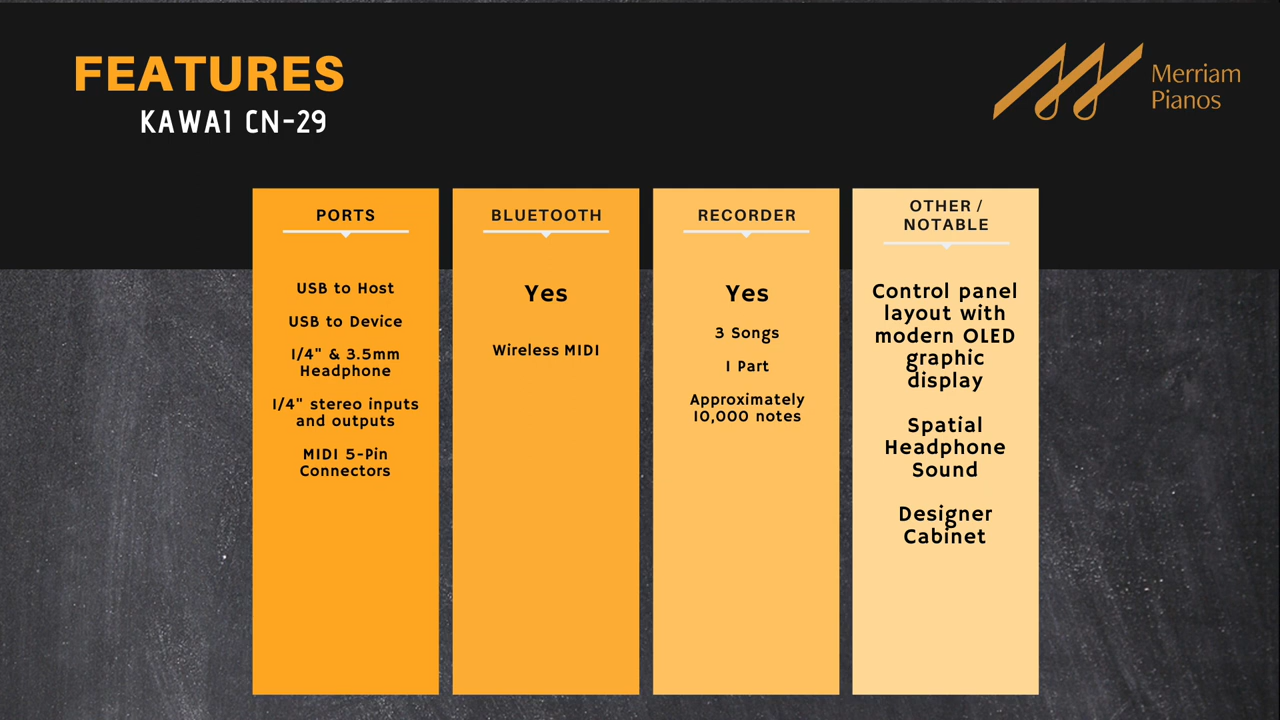 FEATURES
KAWAI CN-29
Merriam
Pianos
PORTS
USB to Host
USB to Device
1/4" & 3.5mm
Headphone
1/4" stereo inputs
and outputs
MIDI 5-Pin
Connectors
BLUETOOTH
Yes
Wireless MIDI
RECORDER
Yes
3 Songs
1 Part
Approximately
10,000 notes
OTHER /
NOTABLE
Control panel
layout with
modern OLED
graphic
display
Spatial
Headphone
Sound
Designer
Cabinet